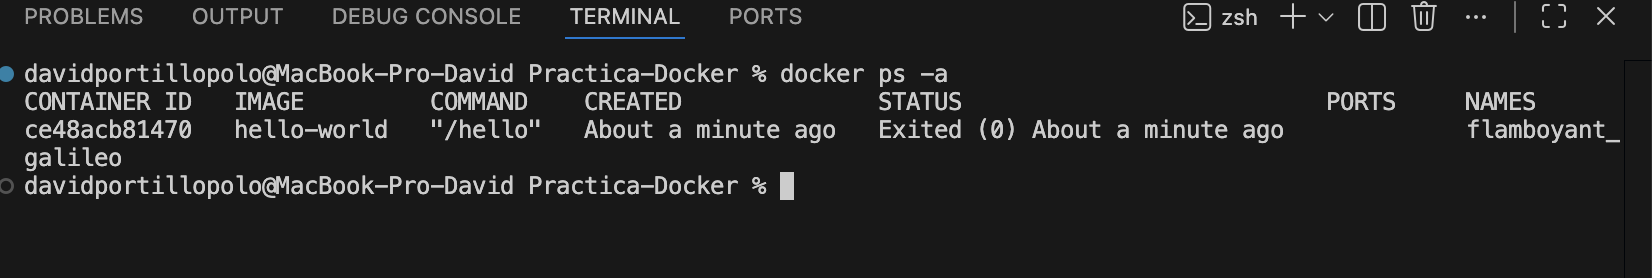 PROBLEMS OUTPUT DEBUG CONSOLE TERMINAL PORTS zsh
davidportillopolo@MacBook-Pro-David Practica-Docker % docker ps -a
CONTAINER ID IMAGE COMMAND CREATED STATUS PORTS NAMES
ce48acb81470 hello-world "/hello" About a minute ago Exited (0) About a minute ago flamboyant_
galileo
davidportillopolo@MacBook-Pro-David Practica-Docker %